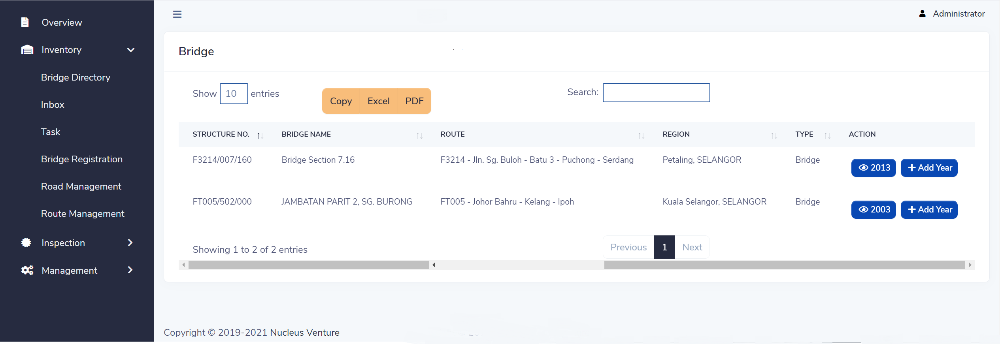 Overview
Inventory
Bridge Directory
Inbox
Task
Bridge Registration
Road Management
Route Management
Inspection
Management
Administrator
Bridge
Show 10 entries
Copy Excel PDF
Search:
STRUCTURE NO. BRIDGE NAME ROUTE REGION TYPE ACTION
F3214/007/160 Bridge Section 7.16 F3214 - Jln. Sg. Buloh - Batu 3 - Puchong - Serdang Petaling, SELANGOR Bridge 2013 + Add Year
FT005/502/000 JAMBATAN PARIT 2, SG. BURONG FT005 - Johor Bahru - Kelang - Ipoh Kuala Selangor, SELANGOR Bridge 2003 + Add Year
Showing 1 to 2 of 2 entries
Previous 1 Next
Copyright © 2019-2021 Nucleus Venture